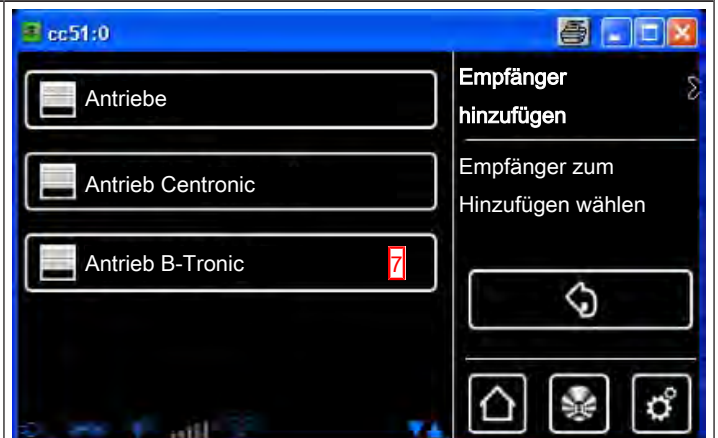 cc51:0
Antriebe
Antrieb Centronic
Antrieb B-Tronic 7
Empfänger
hinzufügen
Empfänger zum
Hinzufügen wählen